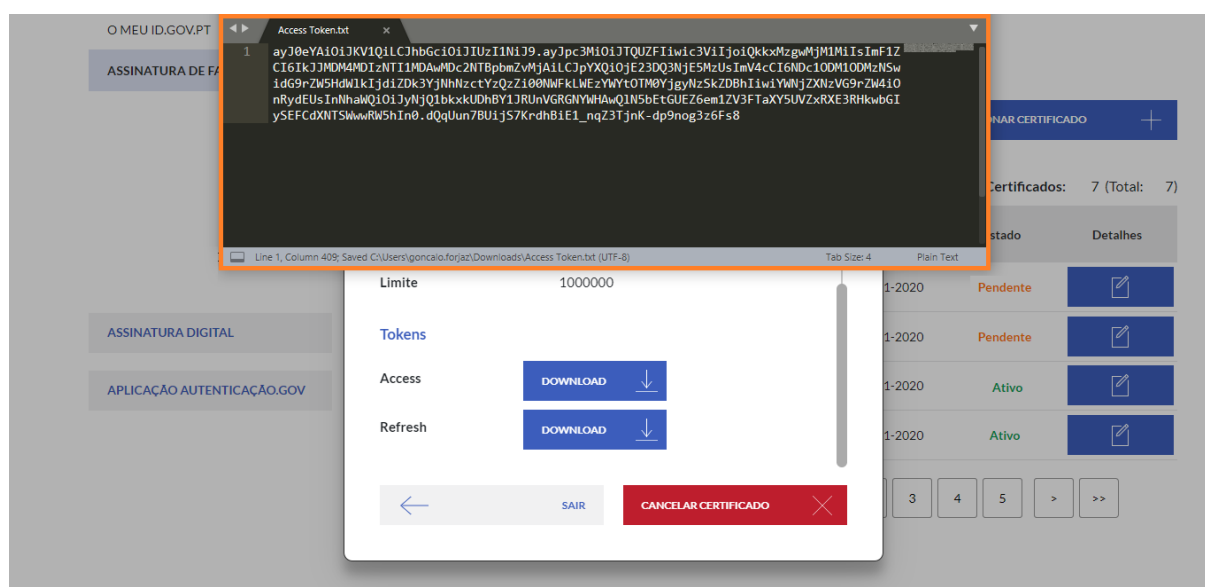 O MEU ID.GOV.PT
ASSINATURA DE FA
Access Token.txt
1
ayJ0eYAiOiJKV1QiLCJhbGciOiJIUzI1NiJ9.ayJpc3MiOiJTQUZFIiwic3ViIjoiQkkxMzgwMjM1MiIsImF1Z
CI6IkJJMDM4MDIzNTI1MDAwMDc2NTBpbmZvMjAiLCJpYXQiOjE23DQ3NjE5MzUsImV4cCI6NDc1ODM1ODMzNSw
idG9rZW5HdWlkIjdiZDk3YjNhNzctYzQzZi00NWFkLWEzYWYtOTM0YjgyNzSkZDBhIiwiYWNjZXNzVG9rZW4iO
nRydEUsInNhaWQiOiJyNjQ1bkxkUDhBY1JRUnVGRGNYWHAwQlN5bEtGUEZ6em1ZV3FTaXY5UVZxRXE3RHkwbGI
ySEFCdXNTSWwwRW5hIn0.dQqUun7BUijS7KrdhBiE1_nqZ3TjnK-dp9nog3z6Fs8
Line 1, Column 409; Saved C:\Users\goncalo.forjaz\Downloads\Access Token.txt (UTF-8)
Tab Size: 4
Plain Text
NAR CERTIFICADO
Certificados:
7 (Total:
7)
stado
Detalhes
Limite
1000000
1-2020
Pendente
Tokens
ASSINATURA DIGITAL
1-2020
Pendente
Access
DOWNLOAD
APLICAÇÃO AUTENTICAÇÃO.GOV
1-2020
Ativo
Refresh
DOWNLOAD
1-2020
Ativo
SAIR
CANCELAR CERTIFICADO
3
4
5
>
>>